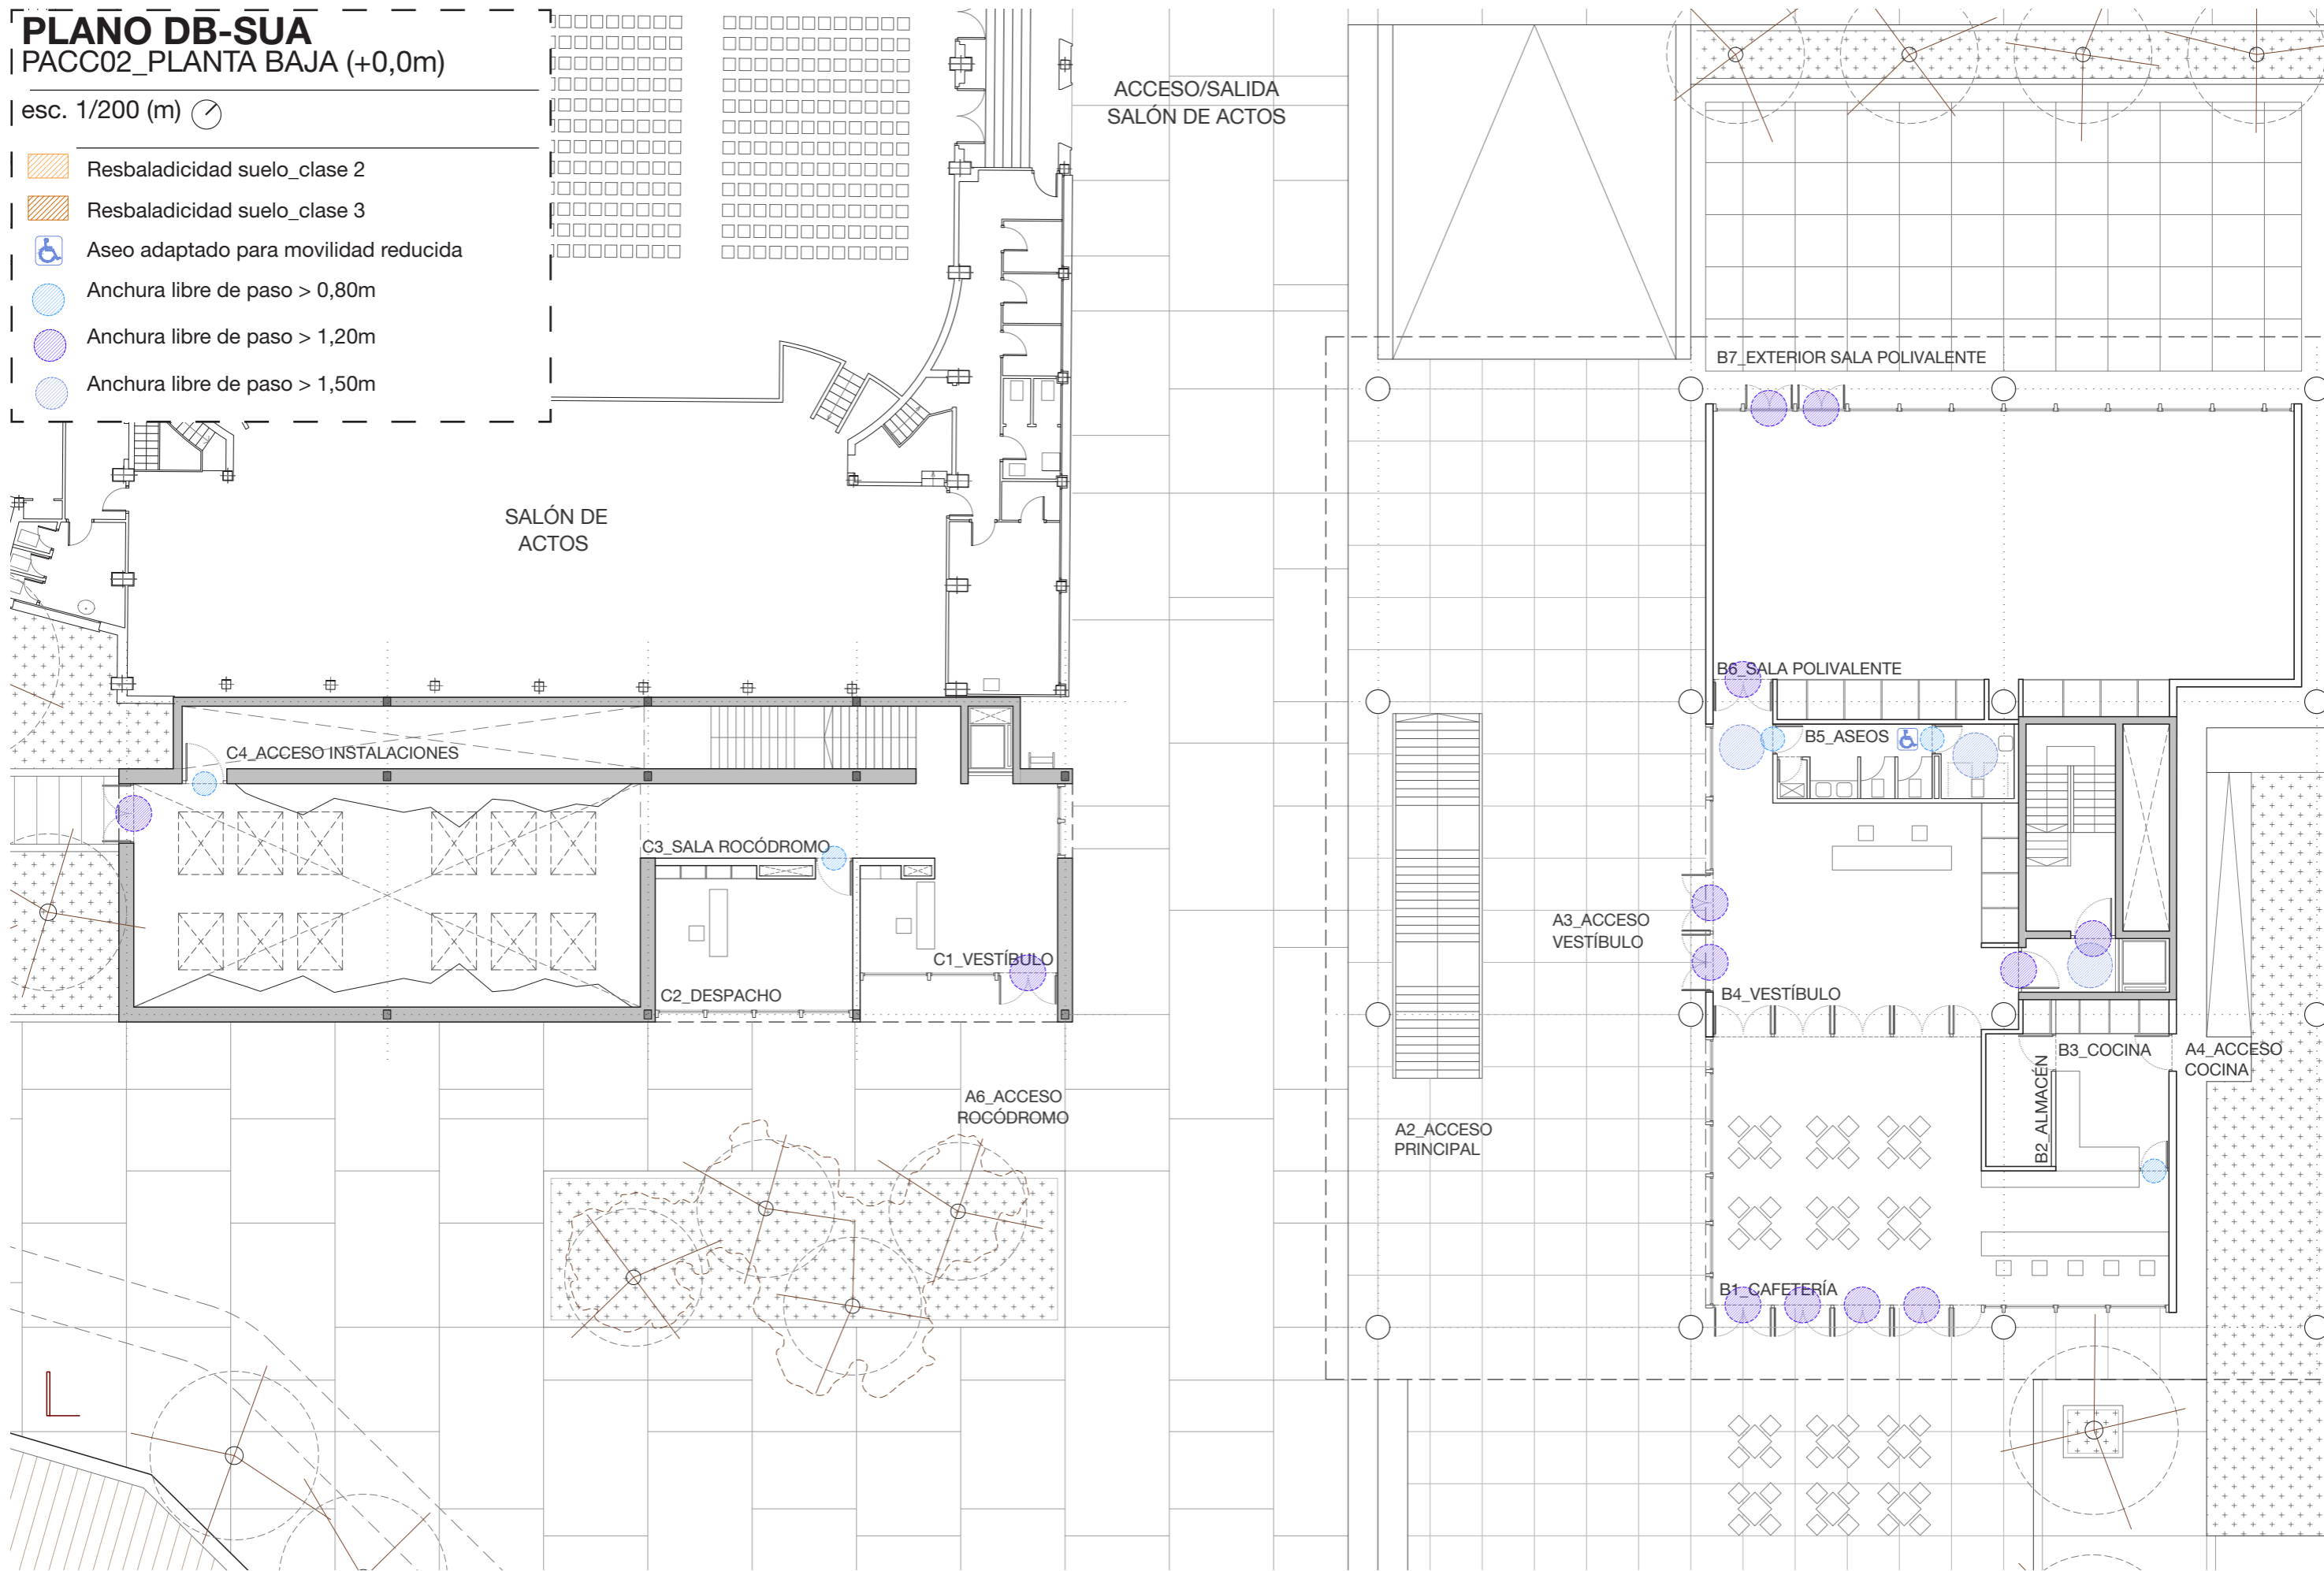 PLANO DB-SUA
PACC02_PLANTA BAJA (+0,0m)
esc. 1/200 (m)
Resbaladicidad suelo_clase 2
Resbaladicidad suelo_clase 3
Aseo adaptado para movilidad reducida
Anchura libre de paso > 0,80m
Anchura libre de paso > 1,20m
Anchura libre de paso > 1,50m
ACCESO/SALIDA
SALÓN DE ACTOS
B7_EXTERIOR SALA POLIVALENTE
SALÓN DE
ACTOS
B6_SALA POLIVALENTE
B5_ASEOS
C4_ACCESO INSTALACIONES
C3_SALA ROCÓDROMO
A3_ACCESO
VESTÍBULO
C1_VESTÍBULO
C2_DESPACHO
B4_VESTÍBULO
B3_COCINA
A4_ACCESO
COCINA
B2_ALMACÉN
A6_ACCESO
ROCÓDROMO
A2_ACCESO
PRINCIPAL
B1_CAFETERÍA